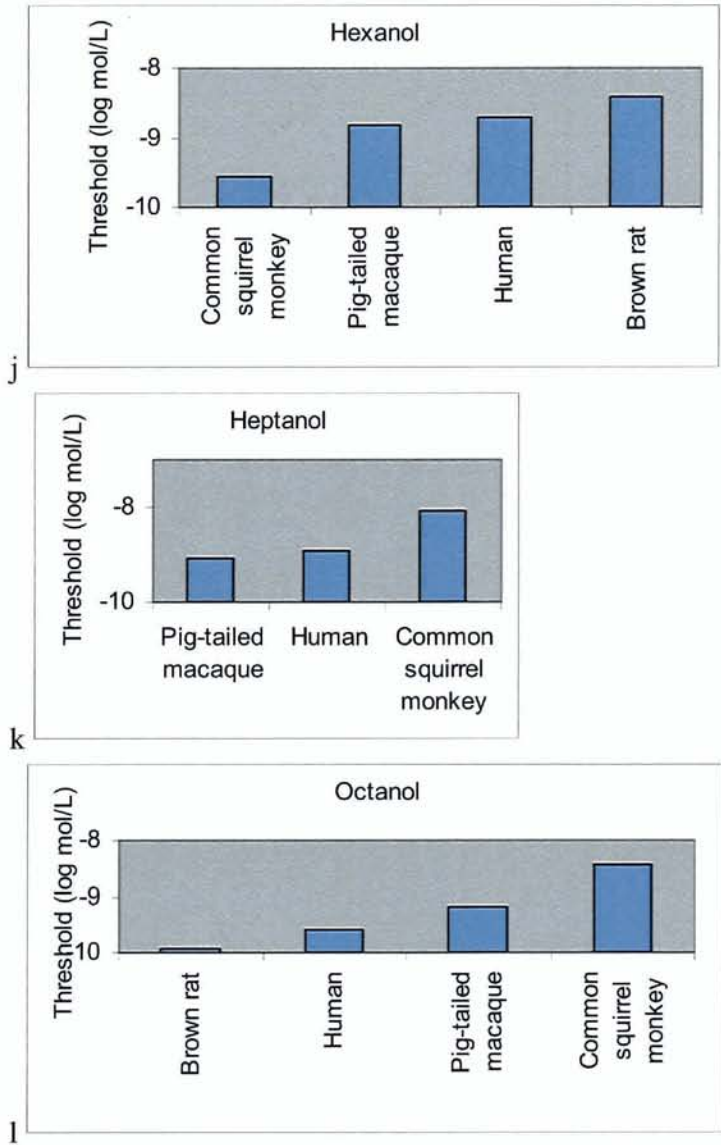 Hexanol
Threshold (log mol/L)
-8
-9
-10
Common
squirrel
monkey
Pig-tailed
macaque
Human
Brown rat
j
Heptanol
Threshold (log mol/L)
-8
-10
Pig-tailed
macaque
Human
Common
squirrel
monkey
k
Octanol
Threshold (log mol/L)
-8
-9
10
Brown rat
Human
Pig-tailed
macaque
Common
squirrel
monkey
l